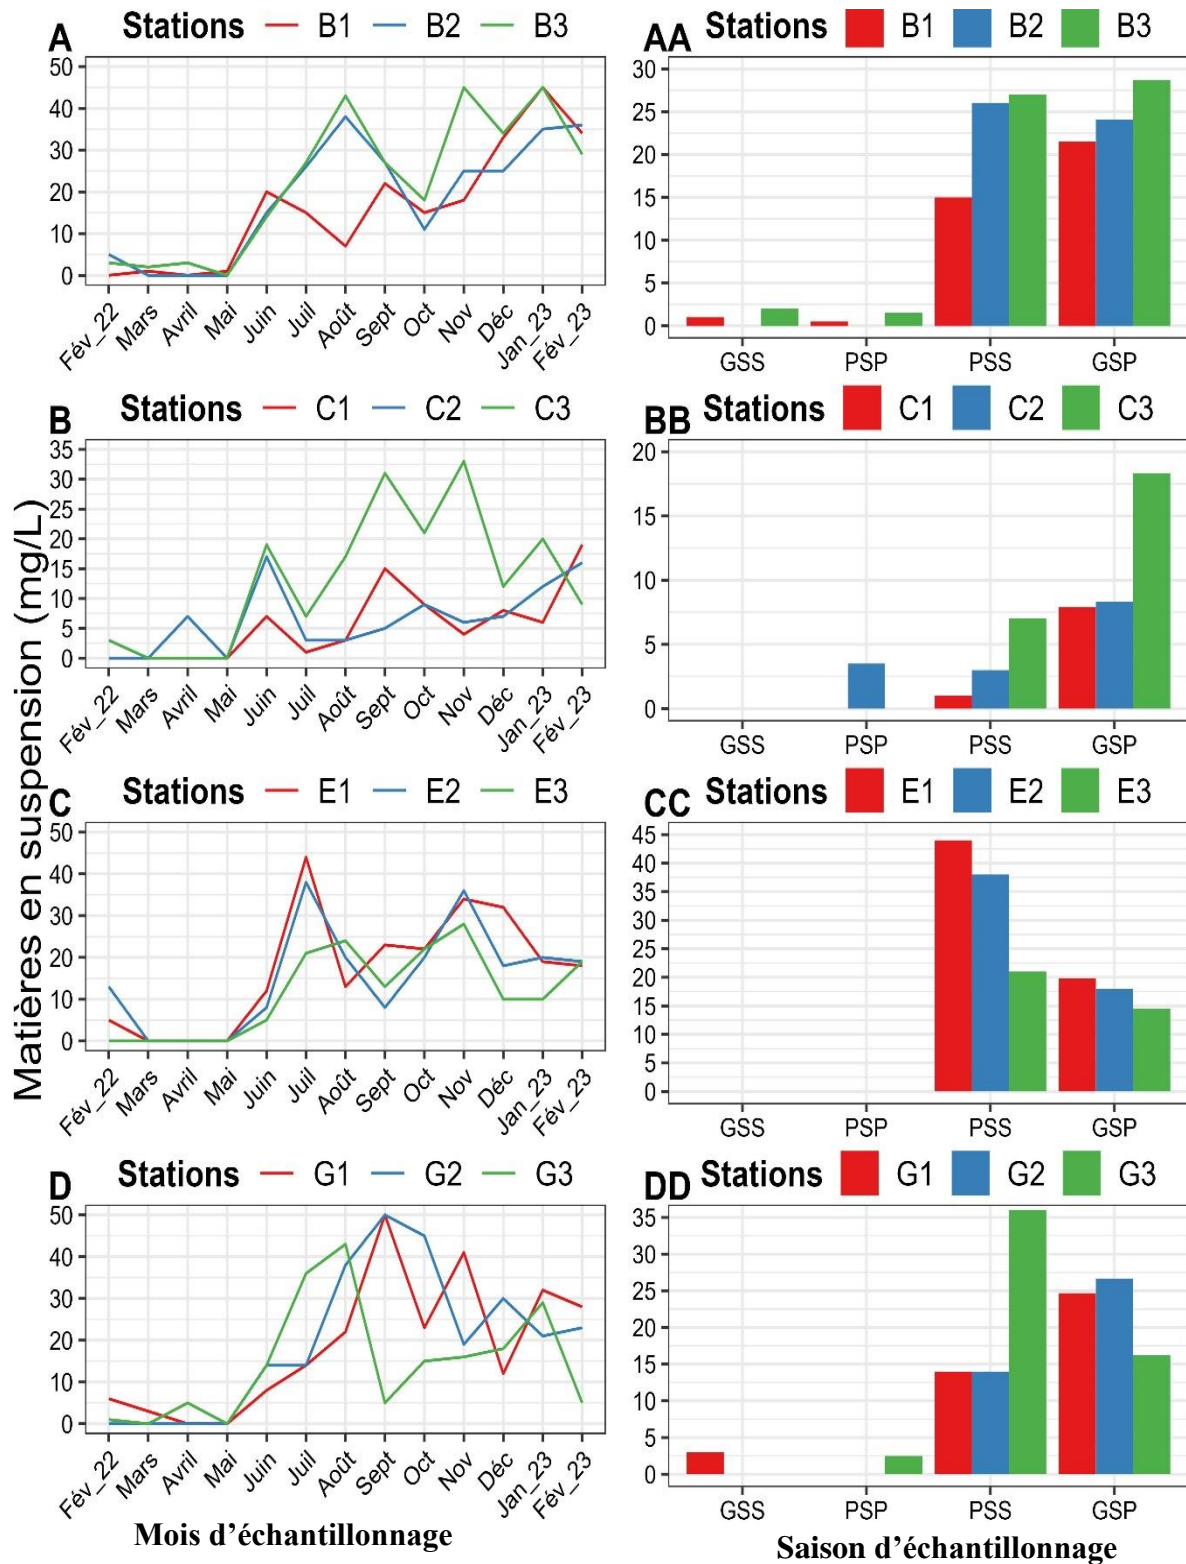 Matières en suspension (mg/L)
A Stations B1 B2 B3
50
40
30
20
10
0
Fév_22 Mars Avril Mai Juin Juil Août Sept Oct Nov Déc Jan_23 Fév_23
AA Stations B1 B2 B3
30
25
20
15
10
5
0
GSS PSP PSS GSP
B Stations C1 C2 C3
35
30
25
20
15
10
5
0
Fév_22 Mars Avril Mai Juin Juil Août Sept Oct Nov Déc Jan_23 Fév_23
BB Stations C1 C2 C3
20
15
10
5
0
GSS PSP PSS GSP
C Stations E1 E2 E3
50
40
30
20
10
0
Fév_22 Mars Avril Mai Juin Juil Août Sept Oct Nov Déc Jan_23 Fév_23
CC Stations E1 E2 E3
45
40
35
30
25
20
15
10
5
0
GSS PSP PSS GSP
D Stations G1 G2 G3
50
40
30
20
10
0
Fév_22 Mars Avril Mai Juin Juil Août Sept Oct Nov Déc Jan_23 Fév_23
DD Stations G1 G2 G3
35
30
25
20
15
10
5
0
GSS PSP PSS GSP
Mois d’échantillonnage
Saison d’échantillonnage